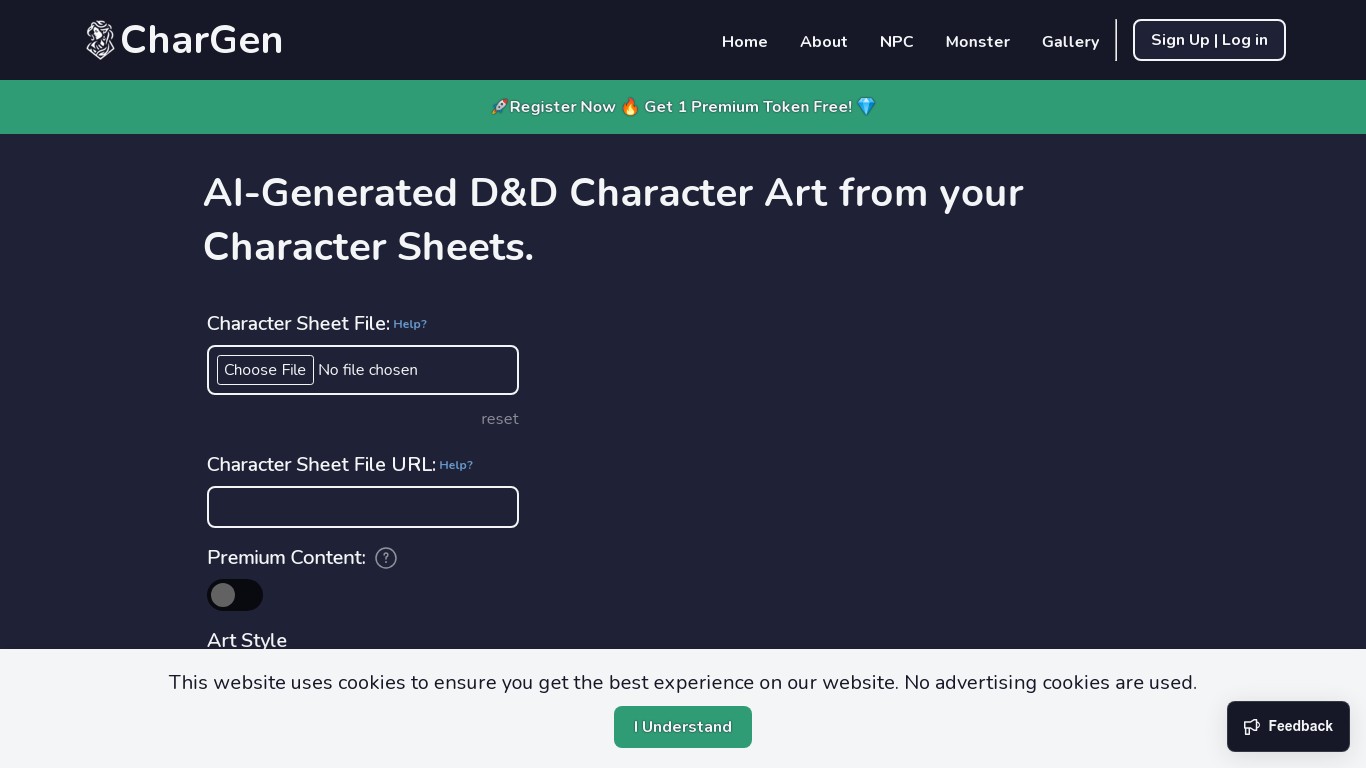 CharGen
Home About NPC Monster Gallery Sign Up | Log in
🚀Register Now 🔥 Get 1 Premium Token Free! 💎
AI-Generated D&D Character Art from your
Character Sheets.
Character Sheet File: Help?
Choose File No file chosen
reset
Character Sheet File URL: Help?
Premium Content: ?
Art Style
This website uses cookies to ensure you get the best experience on our website. No advertising cookies are used.
I Understand
Feedback